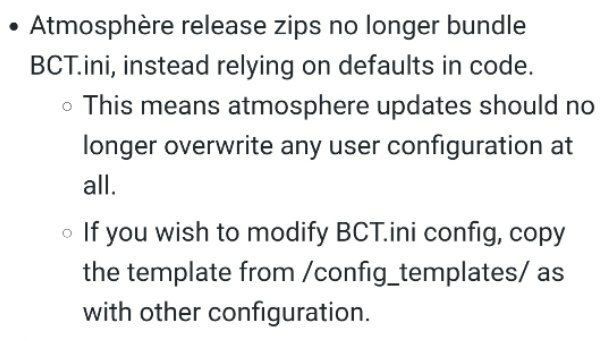 • Atmosphère release zips no longer bundle
BCT.ini, instead relying on defaults in code.
○ This means atmosphere updates should no
longer overwrite any user configuration at
all.
○ If you wish to modify BCT.ini config, copy
the template from /config_templates/ as
with other configuration.